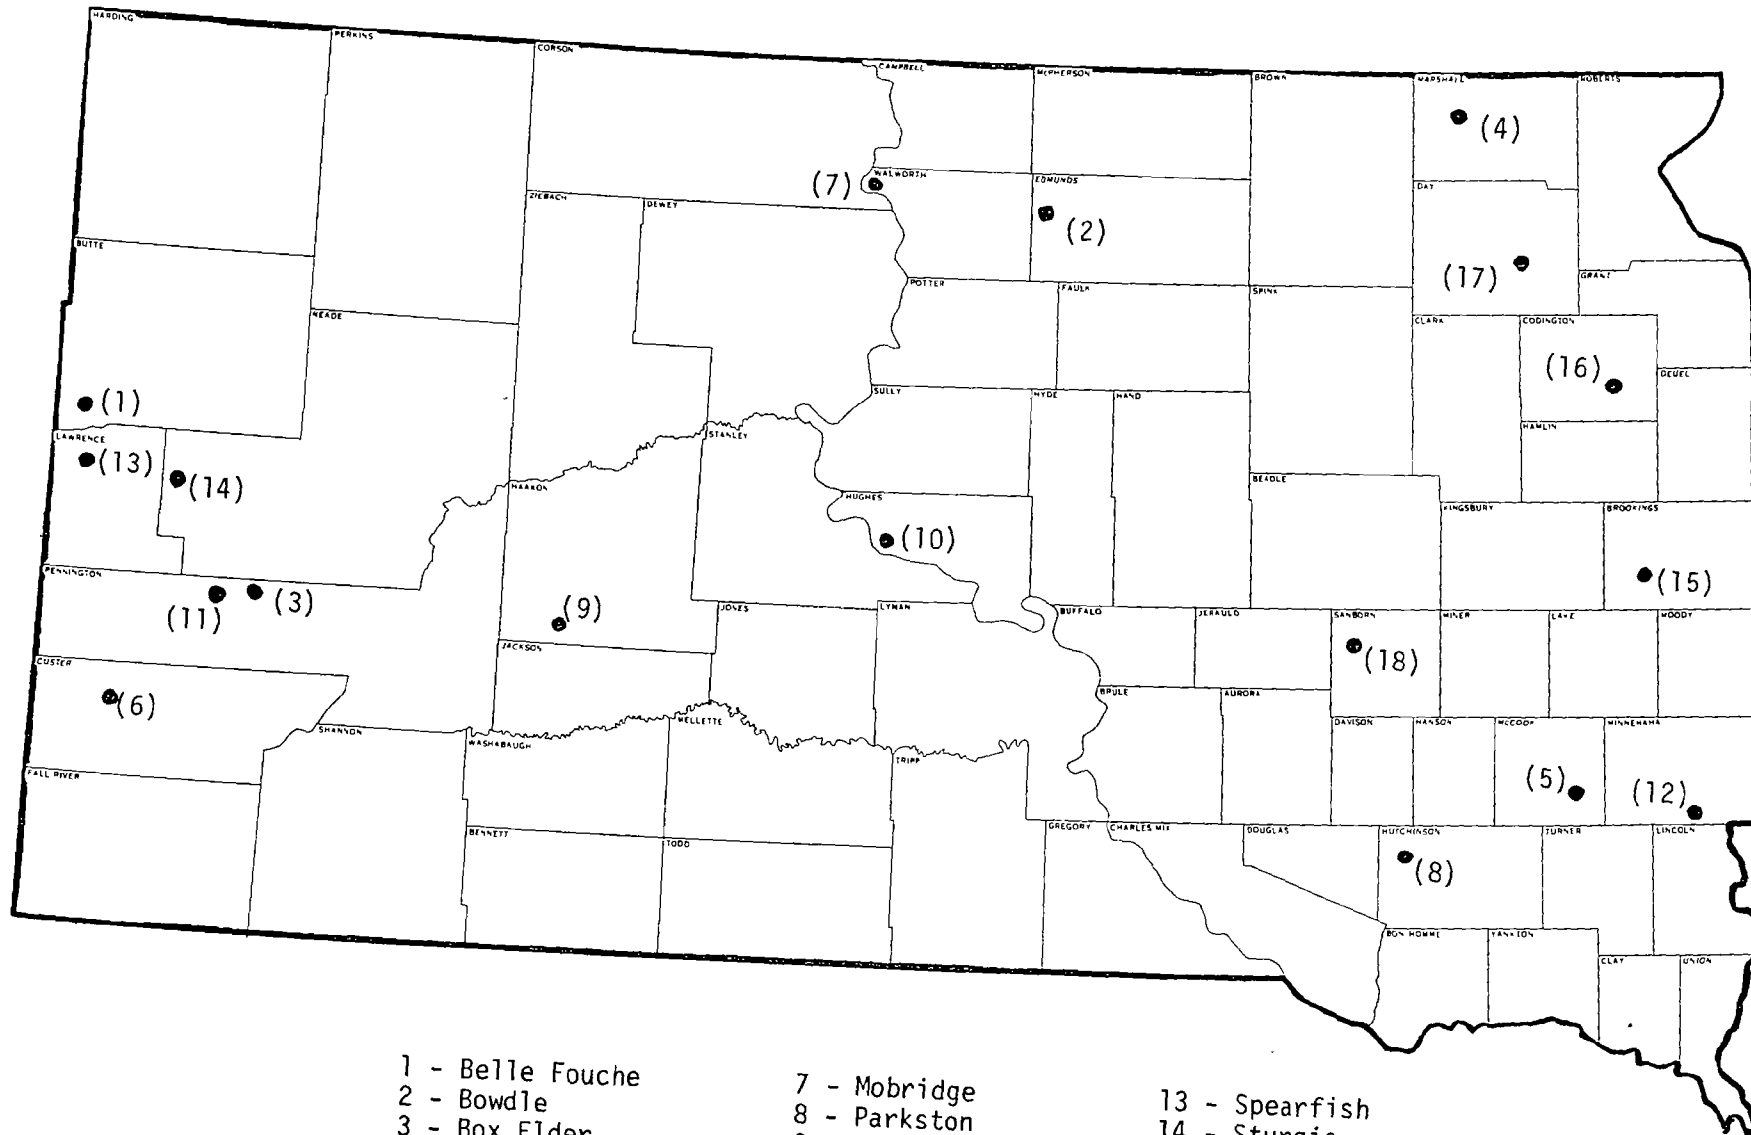 HARDING
PERKINS
CORSON
CAMPBELL
McPHERSON
BROWN
MARSHALL
ROBERTS
(4)
(7)
WALWORTH
EDMUNDS
DAY
ZIEBACH
DEWEY
(2)
BUTTE
(17)
GRANT
POTTER
FAULK
SPINK
MEADE
CLARK
CODINGTON
(16)
DEUEL
(1)
SULLY
HYDE
HAND
LAWRENCE
STANLEY
HAMLIN
(13)
(14)
HAAKON
BEADLE
HUGHES
KINGSBURY
BROOKINGS
(10)
PENNINGTON
(15)
(11)
(3)
(9)
JONES
LYMAN
BUFFALO
JERAULD
SANBORN
MINER
LAKE
MOODY
JACKSON
CUSTER
(18)
(6)
BRULE
AURORA
MELLETTE
DAVISON
HANSON
McCOOK
MINNEHAHA
SHANNON
WASHABAUGH
TRIPP
FALL RIVER
(5)
(12)
BENNETT
TODD
GREGORY
CHARLES MIX
DOUGLAS
HUTCHINSON
TURNER
LINCOLN
(8)
BON HOMME
YANKTON
CLAY
UNION
1 - Belle Fouche
2 - Bowdle
3 - Box Elder
7 - Mobridge
8 - Parkston
13 - Spearfish
14 - Sturgis